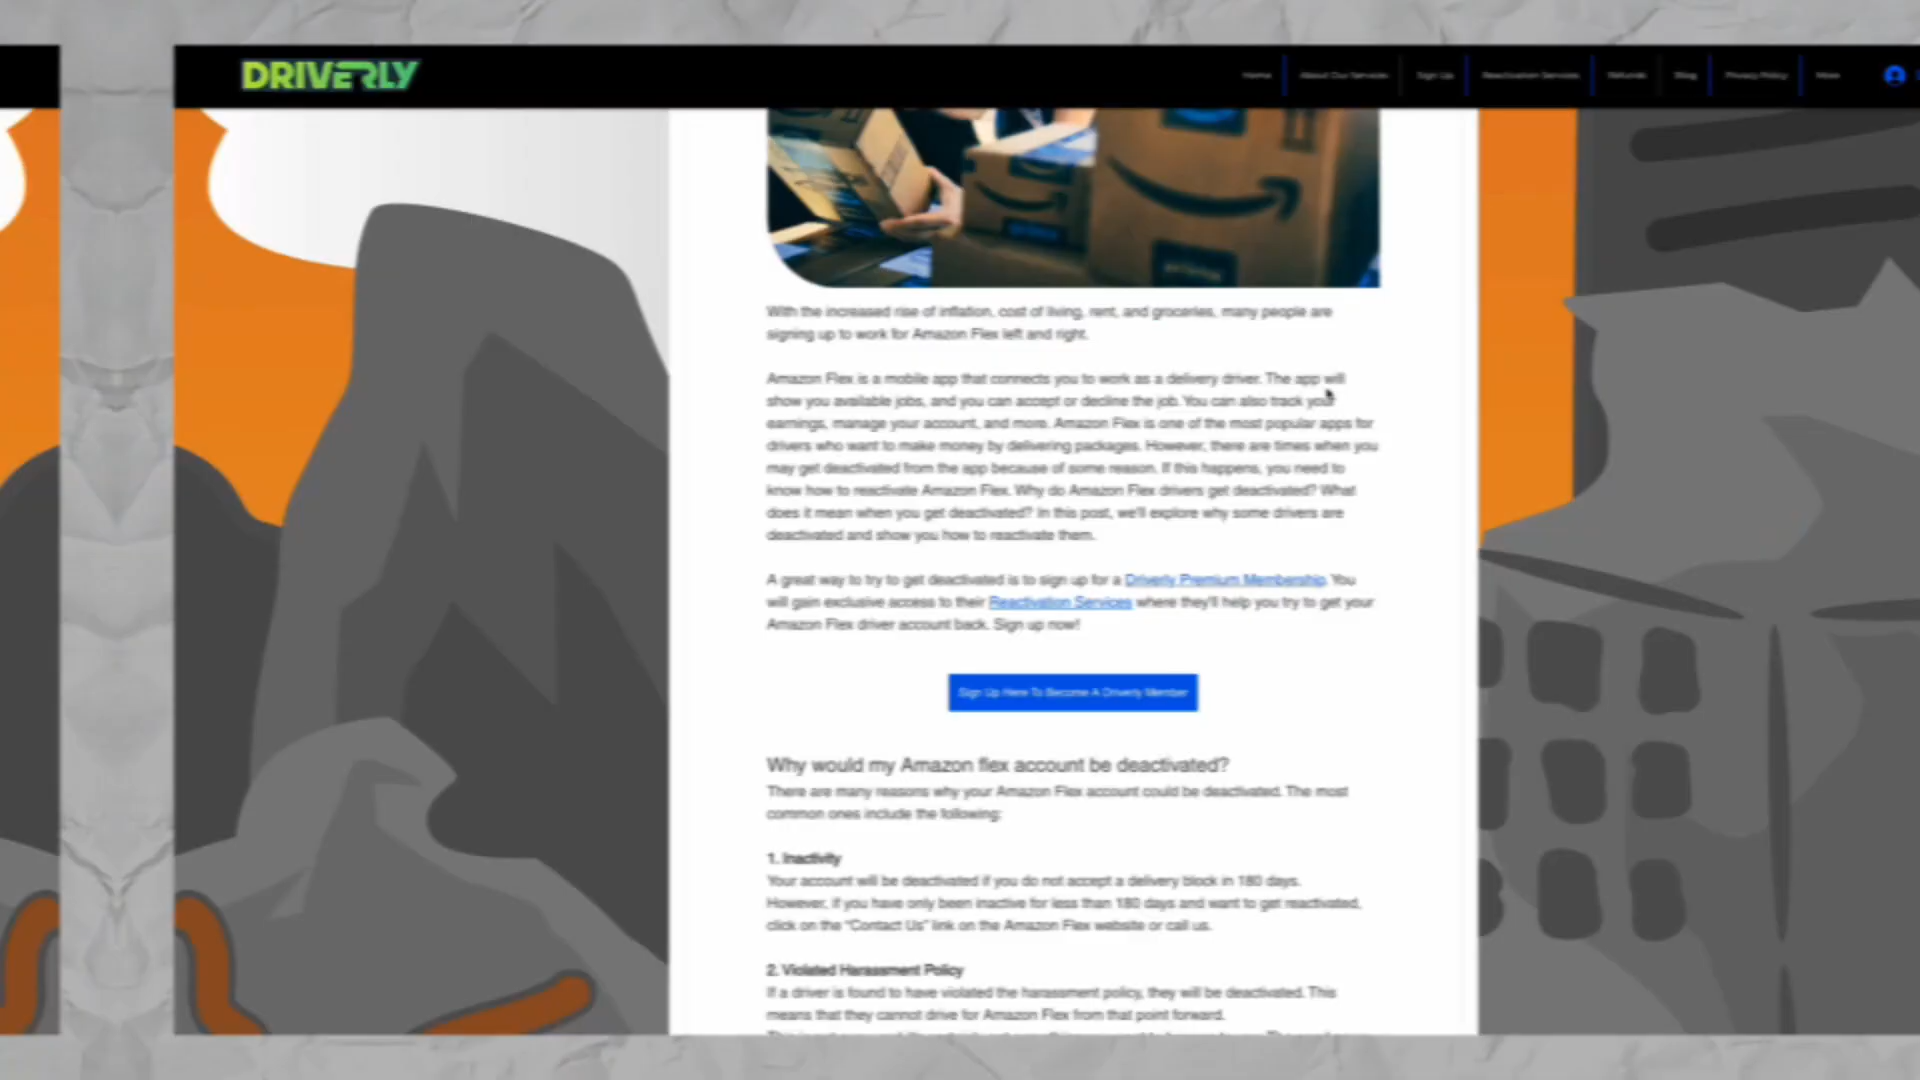 DRIVERLY
Home About Our Services Sign Up Reactivation Services Refunds Blog Privacy Policy More
With the increased rise of inflation, cost of living, rent, and groceries, many people are
signing up to work for Amazon Flex left and right.
Amazon Flex is a mobile app that connects you to work as a delivery driver. The app will
show you available jobs, and you can accept or decline the job. You can also track your
earnings, manage your account, and more. Amazon Flex is one of the most popular apps for
drivers who want to make money by delivering packages. However, there are times when you
may get deactivated from the app because of some reason. If this happens, you need to
know how to reactivate Amazon Flex. Why do Amazon Flex drivers get deactivated? What
does it mean when you get deactivated? In this post, we'll explore why some drivers are
deactivated and show you how to reactivate them.
A great way to try to get deactivated is to sign up for a Driverly Premium Membership. You
will gain exclusive access to their Reactivation Services where they'll help you try to get your
Amazon Flex driver account back. Sign up now!
Sign Up Here To Become A Driverly Member
Why would my Amazon flex account be deactivated?
There are many reasons why your Amazon Flex account could be deactivated. The most
common ones include the following:
1. Inactivity
Your account will be deactivated if you do not accept a delivery block in 180 days.
However, if you have only been inactive for less than 180 days and want to get reactivated,
click on the "Contact Us" link on the Amazon Flex website or call us.
2. Violated Harassment Policy
If a driver is found to have violated the harassment policy, they will be deactivated. This
means that they cannot drive for Amazon Flex from that point forward.